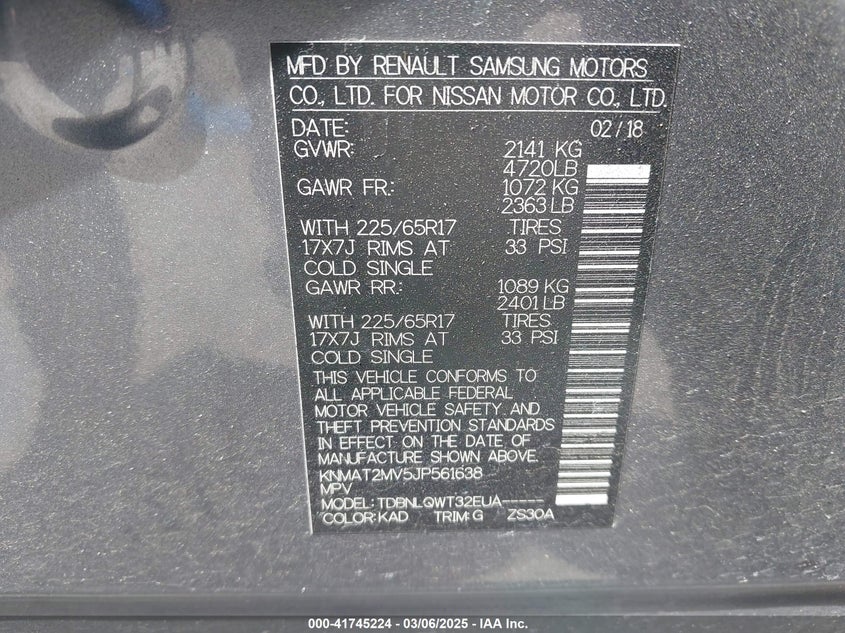 MFD BY RENAULT SAMSUNG MOTORS
CO., LTD. FOR NISSAN MOTOR CO., LTD.
DATE: 02/18
GVWR: 2141 KG
4720LB
GAWR FR.: 1072 KG
2363LB
WITH 225/65R17 TIRES
17X7J RIMS AT 33 PSI
COLD SINGLE
GAWR RR.: 1089 KG
2401LB
WITH 225/65R17 TIRES
17X7J RIMS AT 33 PSI
COLD SINGLE
THIS VEHICLE CONFORMS TO
ALL APPLICABLE FEDERAL
MOTOR VEHICLE SAFETY AND
THEFT PREVENTION STANDARDS
IN EFFECT ON THE DATE OF
MANUFACTURE SHOWN ABOVE.
KNMAT2MV5JP561638
MPV
MODEL: TDBNLQWT32EUA-----
COLOR: KAD TRIM: G ZS30A
000-41745224 - 03/06/2025 - IAA Inc.